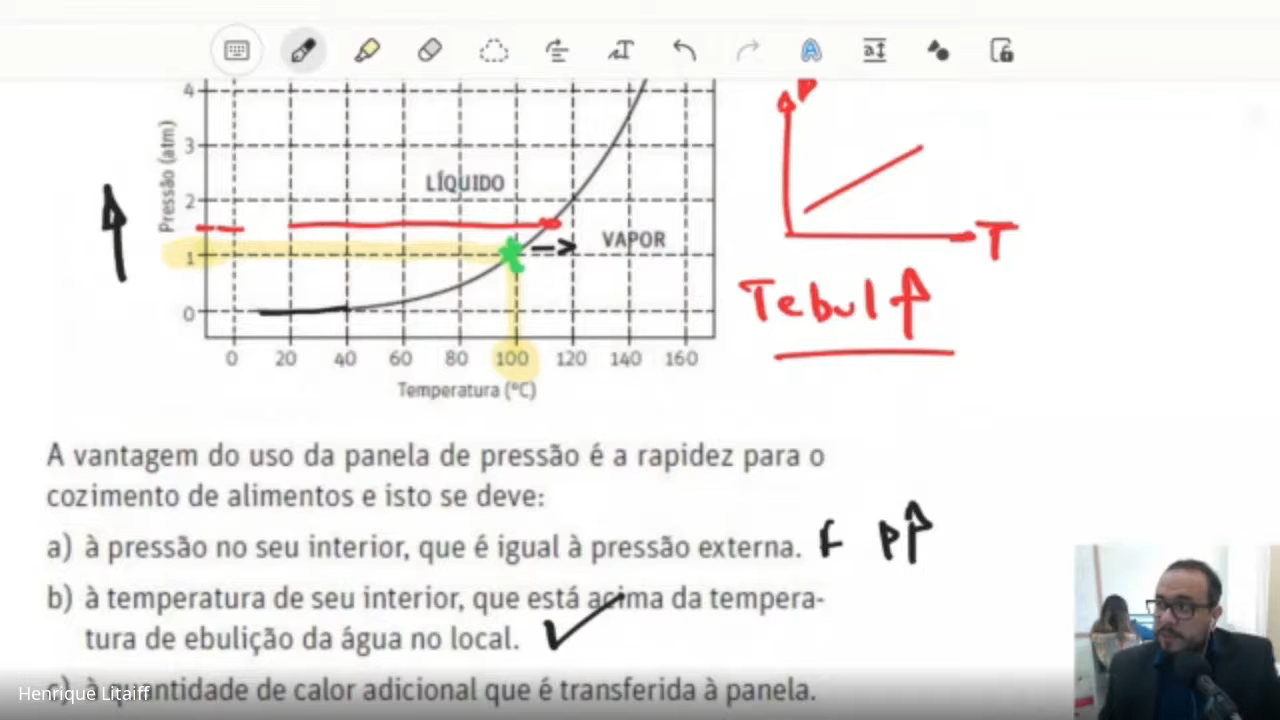 4
3
2
1
0
Pressão (atm)
LÍQUIDO
VAPOR
0 20 40 60 80 100 120 140 160
Temperatura (°C)
P
T
Tebul
A vantagem do uso da panela de pressão é a rapidez para o
cozimento de alimentos e isto se deve:
a) à pressão no seu interior, que é igual à pressão externa. F P
b) à temperatura de seu interior, que está acima da tempera-
tura de ebulição da água no local.
c) à quantidade de calor adicional que é transferida à panela.
Henrique Litaiff